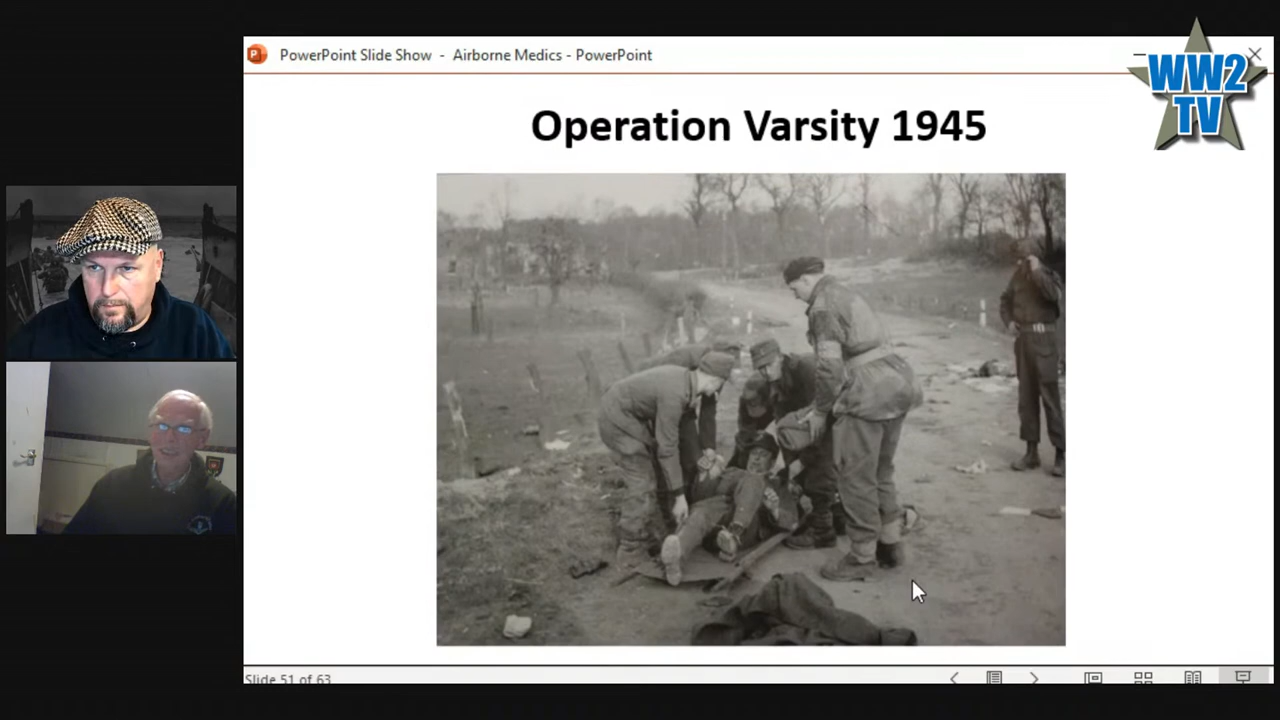 PowerPoint Slide Show - Airborne Medics - PowerPoint
WW2
TV
Operation Varsity 1945
Slide 51 of 63